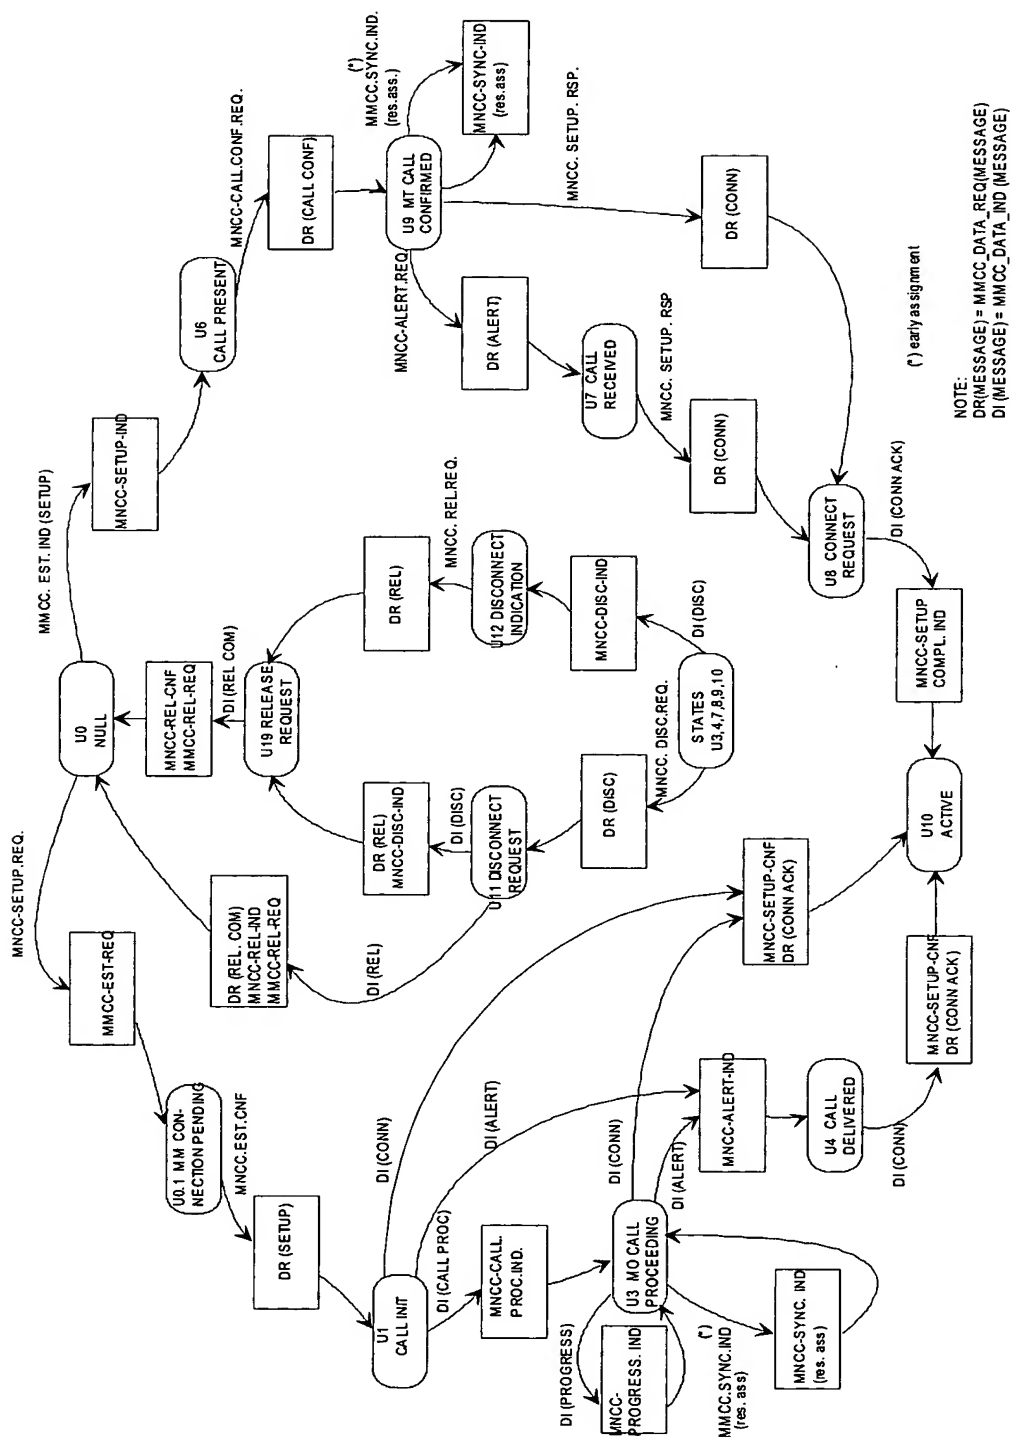 MNCC-SETUP.REQ.
MMCC-EST-REQ
U0.1 MM CON-
NECTION PENDING
MNCC.EST.CNF
DR (SETUP)
U1
CALL INIT
DI (CALL PROC)
MNCC-CALL.
PROC.IND.
DI (CONN)
DI (ALERT)
U3 MO CALL
PROCEEDING
DI (PROGRESS)
MNCC-
PROGRESS. IND
(*)
MMCC.SYNC.IND
(res. ass)
MNCC-SYNC. IND
(res. ass)
DI (CONN)
DI (ALERT)
MNCC-ALERT-IND
U4 CALL
DELIVERED
DI (CONN)
MNCC-SETUP-CNF
DR (CONN ACK)
MNCC-SETUP-CNF
DR (CONN ACK)
U10
ACTIVE
U0
NULL
MNCC-REL-CNF
MMCC-REL-REQ
DI (REL COM)
U19 RELEASE
REQUEST
DR (REL. COM)
MNCC-REL-IND
MMCC-REL-REQ
DI (REL)
DR (REL)
MNCC-DISC-IND
DI (DISC)
U11 DISCONNECT
REQUEST
DR (DISC)
MNCC. DISC.REQ.
STATES
U3,4,7,8,9,10
DI (DISC)
MNCC-DISC-IND
U12 DISCONNECT
INDICATION
MNCC. REL.REQ.
DR (REL)
MMCC. EST. IND (SETUP)
MNCC-SETUP-IND
U6
CALL PRESENT
MNCC-CALL.CONF.REQ.
DR (CALL CONF)
U9 MT CALL
CONFIRMED
(*)
MMCC.SYNC.IND.
(res.ass.)
MNCC-SYNC-IND
(res.ass)
MNCC-ALERT.REQ
DR (ALERT)
U7 CALL
RECEIVED
MNCC. SETUP. RSP
DR (CONN)
MNCC. SETUP. RSP.
DR (CONN)
U8 CONNECT
REQUEST
DI (CONN ACK)
MNCC-SETUP
COMPL. IND
(*) early assignment
NOTE:
DR(MESSAGE) = MMCC_DATA_REQ(MESSAGE)
DI (MESSAGE) = MMCC_DATA_IND (MESSAGE)